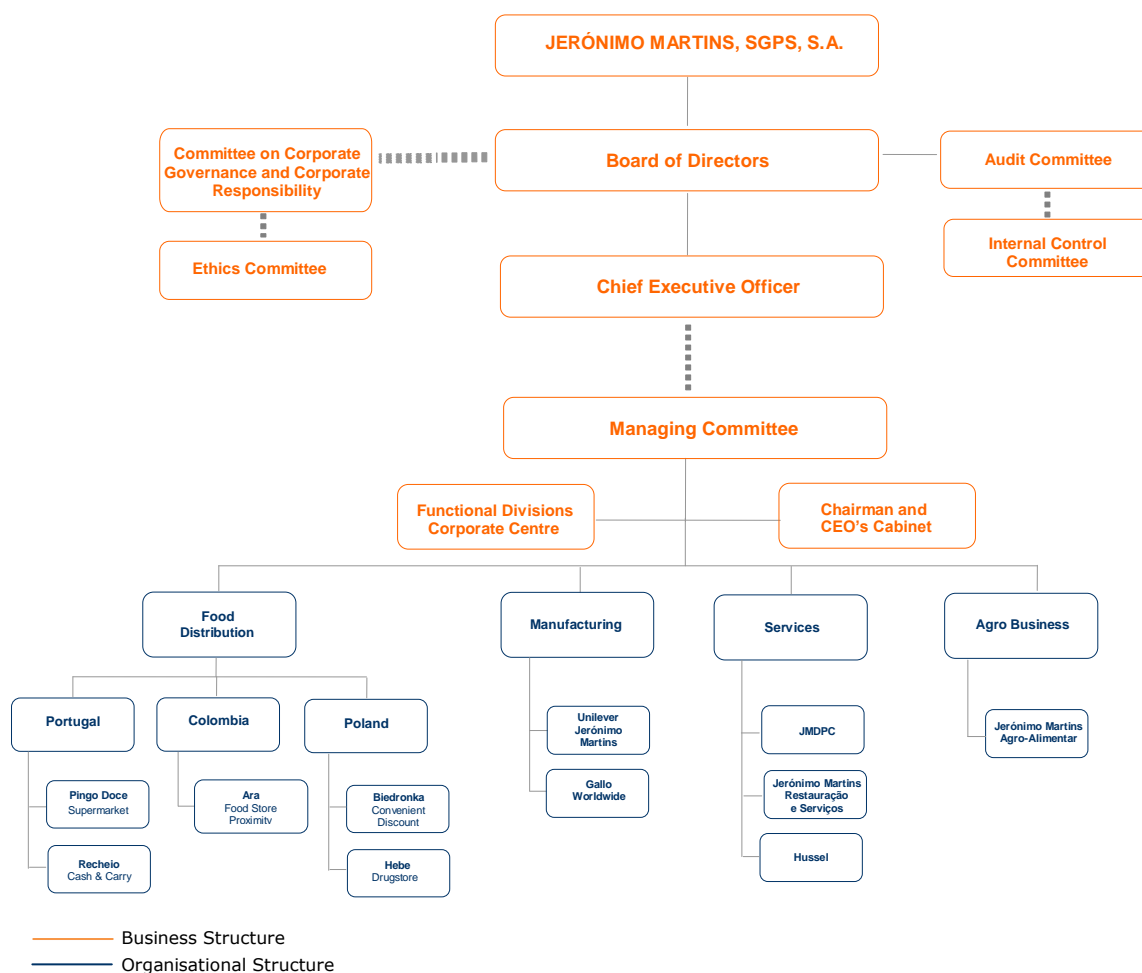 JERÓNIMO MARTINS, SGPS, S.A.
Committee on Corporate
Governance and Corporate
Responsibility
Board of Directors
Audit Committee
Ethics Committee
Internal Control
Committee
Chief Executive Officer
Managing Committee
Functional Divisions
Corporate Centre
Chairman and
CEO's Cabinet
Food
Distribution
Manufacturing
Services
Agro Business
Portugal
Colombia
Poland
Unilever
Jerónimo
Martins
JMDPC
Jerónimo Martins
Agro-Alimentar
Pingo Doce
Supermarket
Ara
Food Store
Proximity
Biedronka
Convenient
Discount
Gallo
Worldwide
Jerónimo Martins
Restauração
e Serviços
Recheio
Cash & Carry
Hebe
Drugstore
Hussel
Business Structure
Organisational Structure